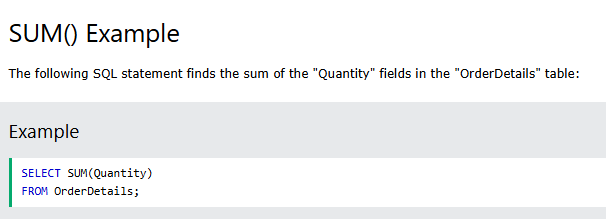 SUM() Example
The following SQL statement finds the sum of the "Quantity" fields in the "OrderDetails" table:
Example
SELECT SUM(Quantity)
FROM OrderDetails;